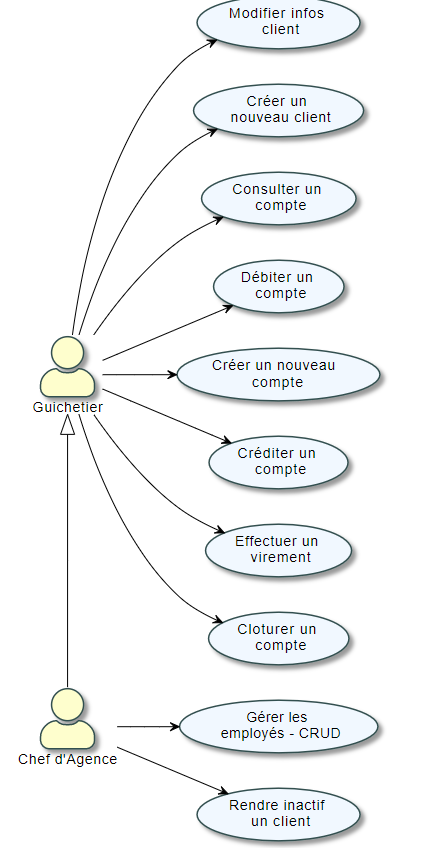 Modifier infos
client
Créer un
nouveau client
Consulter un
compte
Débiter un
compte
Créer un nouveau
compte
Guichetier
Créditer un
compte
Effectuer un
virement
Cloturer un
compte
Gérer les
employés - CRUD
Chef d'Agence
Rendre inactif
un client